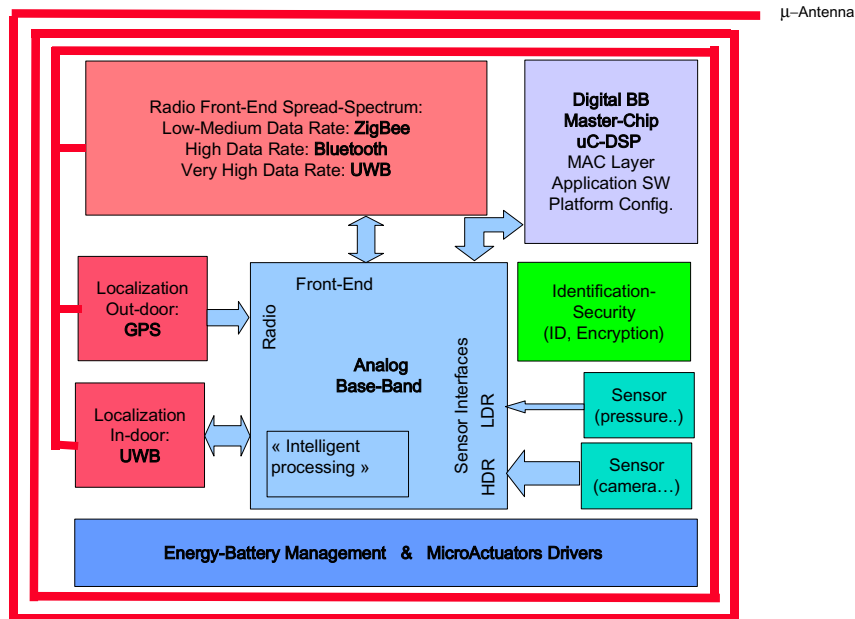 μ–Antenna
Radio Front-End Spread-Spectrum:
Low-Medium Data Rate: ZigBee
High Data Rate: Bluetooth
Very High Data Rate: UWB
Digital BB
Master-Chip
uC-DSP
MAC Layer
Application SW
Platform Config.
Localization
Out-door:
GPS
Front-End
Radio
Analog
Base-Band
Sensor Interfaces
LDR
HDR
« Intelligent
processing »
Identification-
Security
(ID, Encryption)
Localization
In-door:
UWB
Sensor
(pressure..)
Sensor
(camera…)
Energy-Battery Management & MicroActuators Drivers